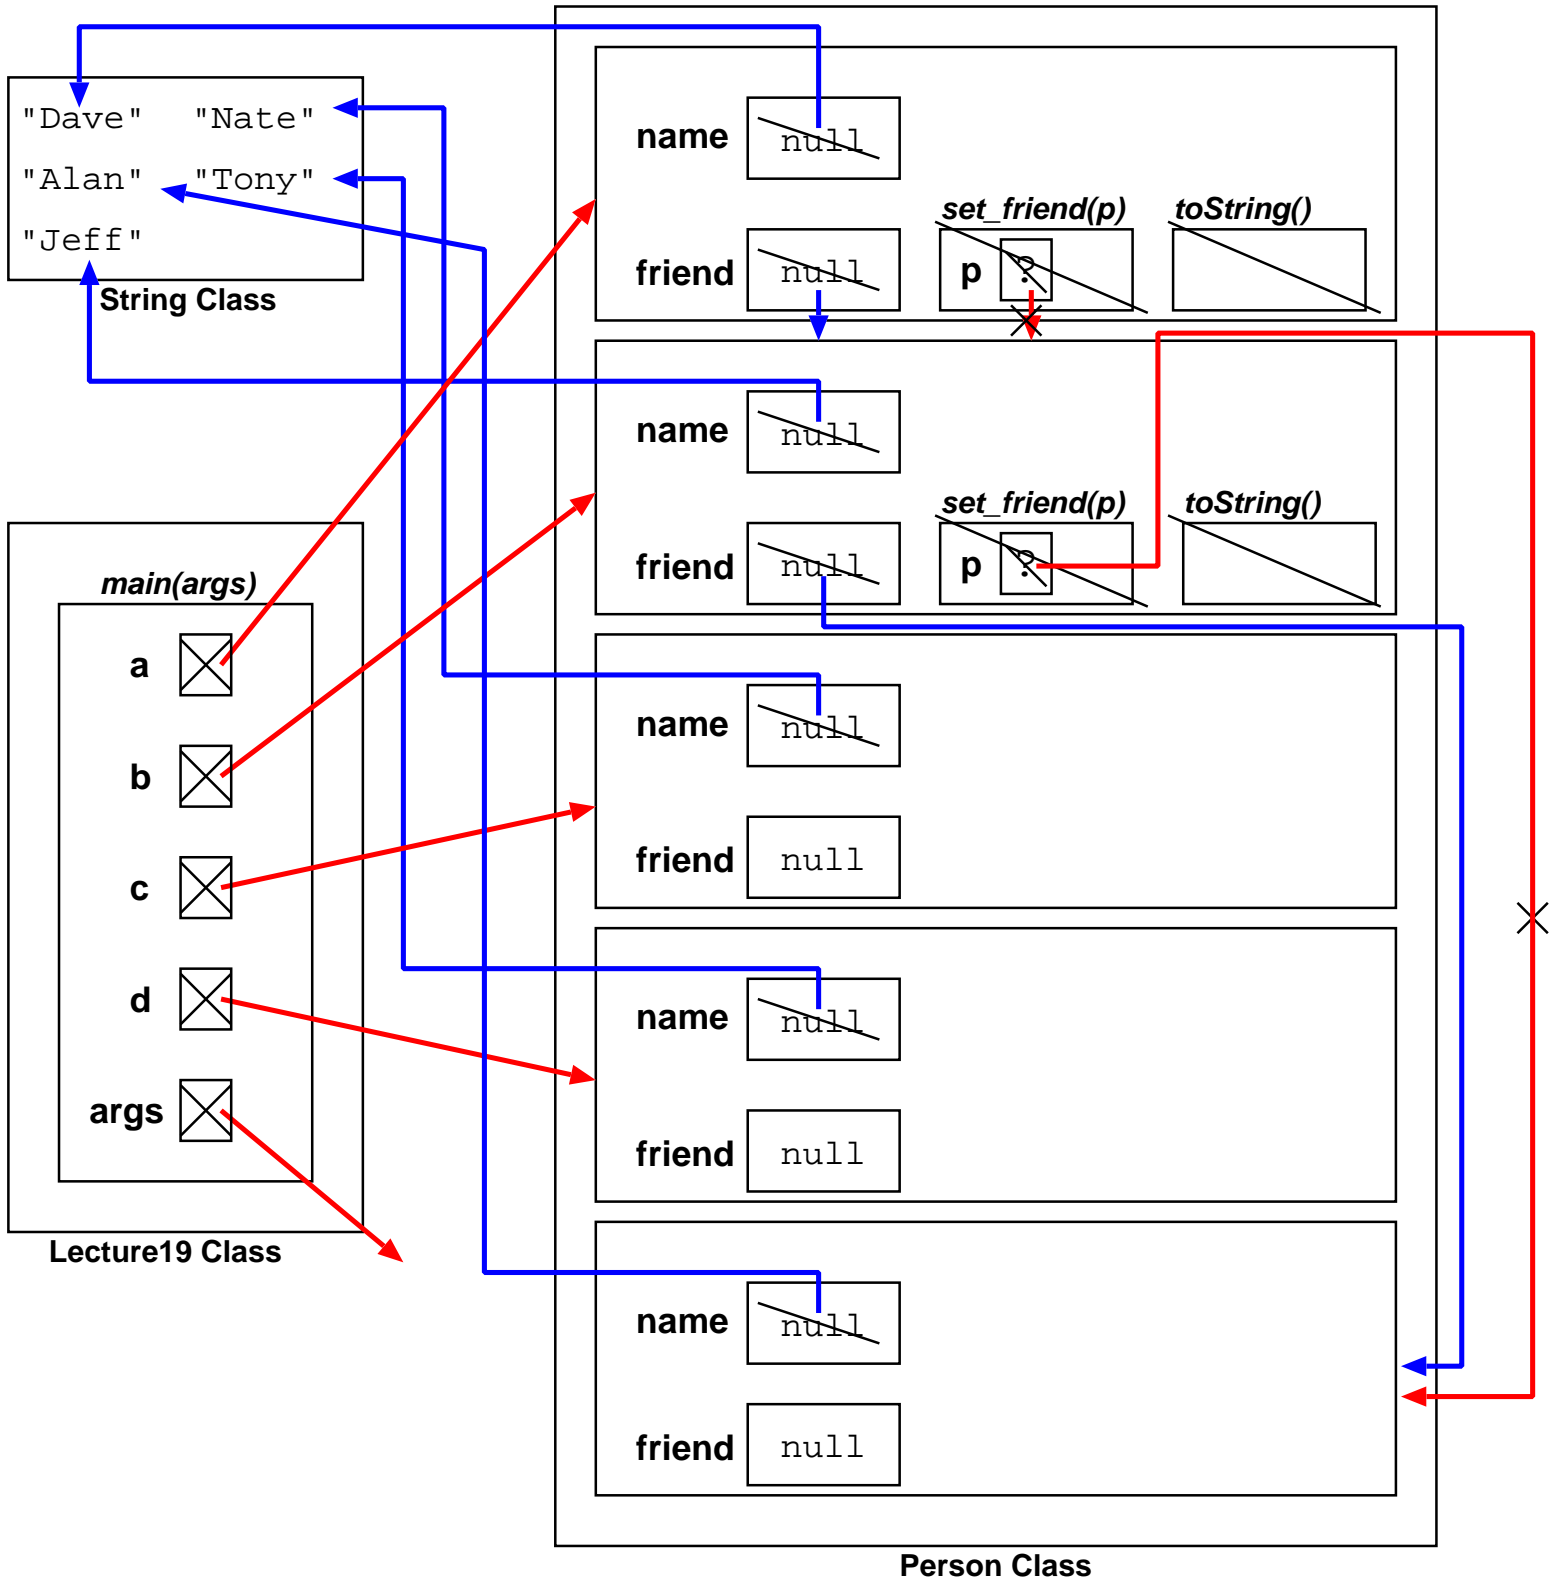 "Dave" "Nate"
"Alan" "Tony"
"Jeff"
String Class
main(args)
a
b
c
d
args
Lecture19 Class
name null
set_friend(p) toString()
friend null p ?
name null
set_friend(p) toString()
friend null p ?
name null
friend null
name null
friend null
name null
friend null
Person Class